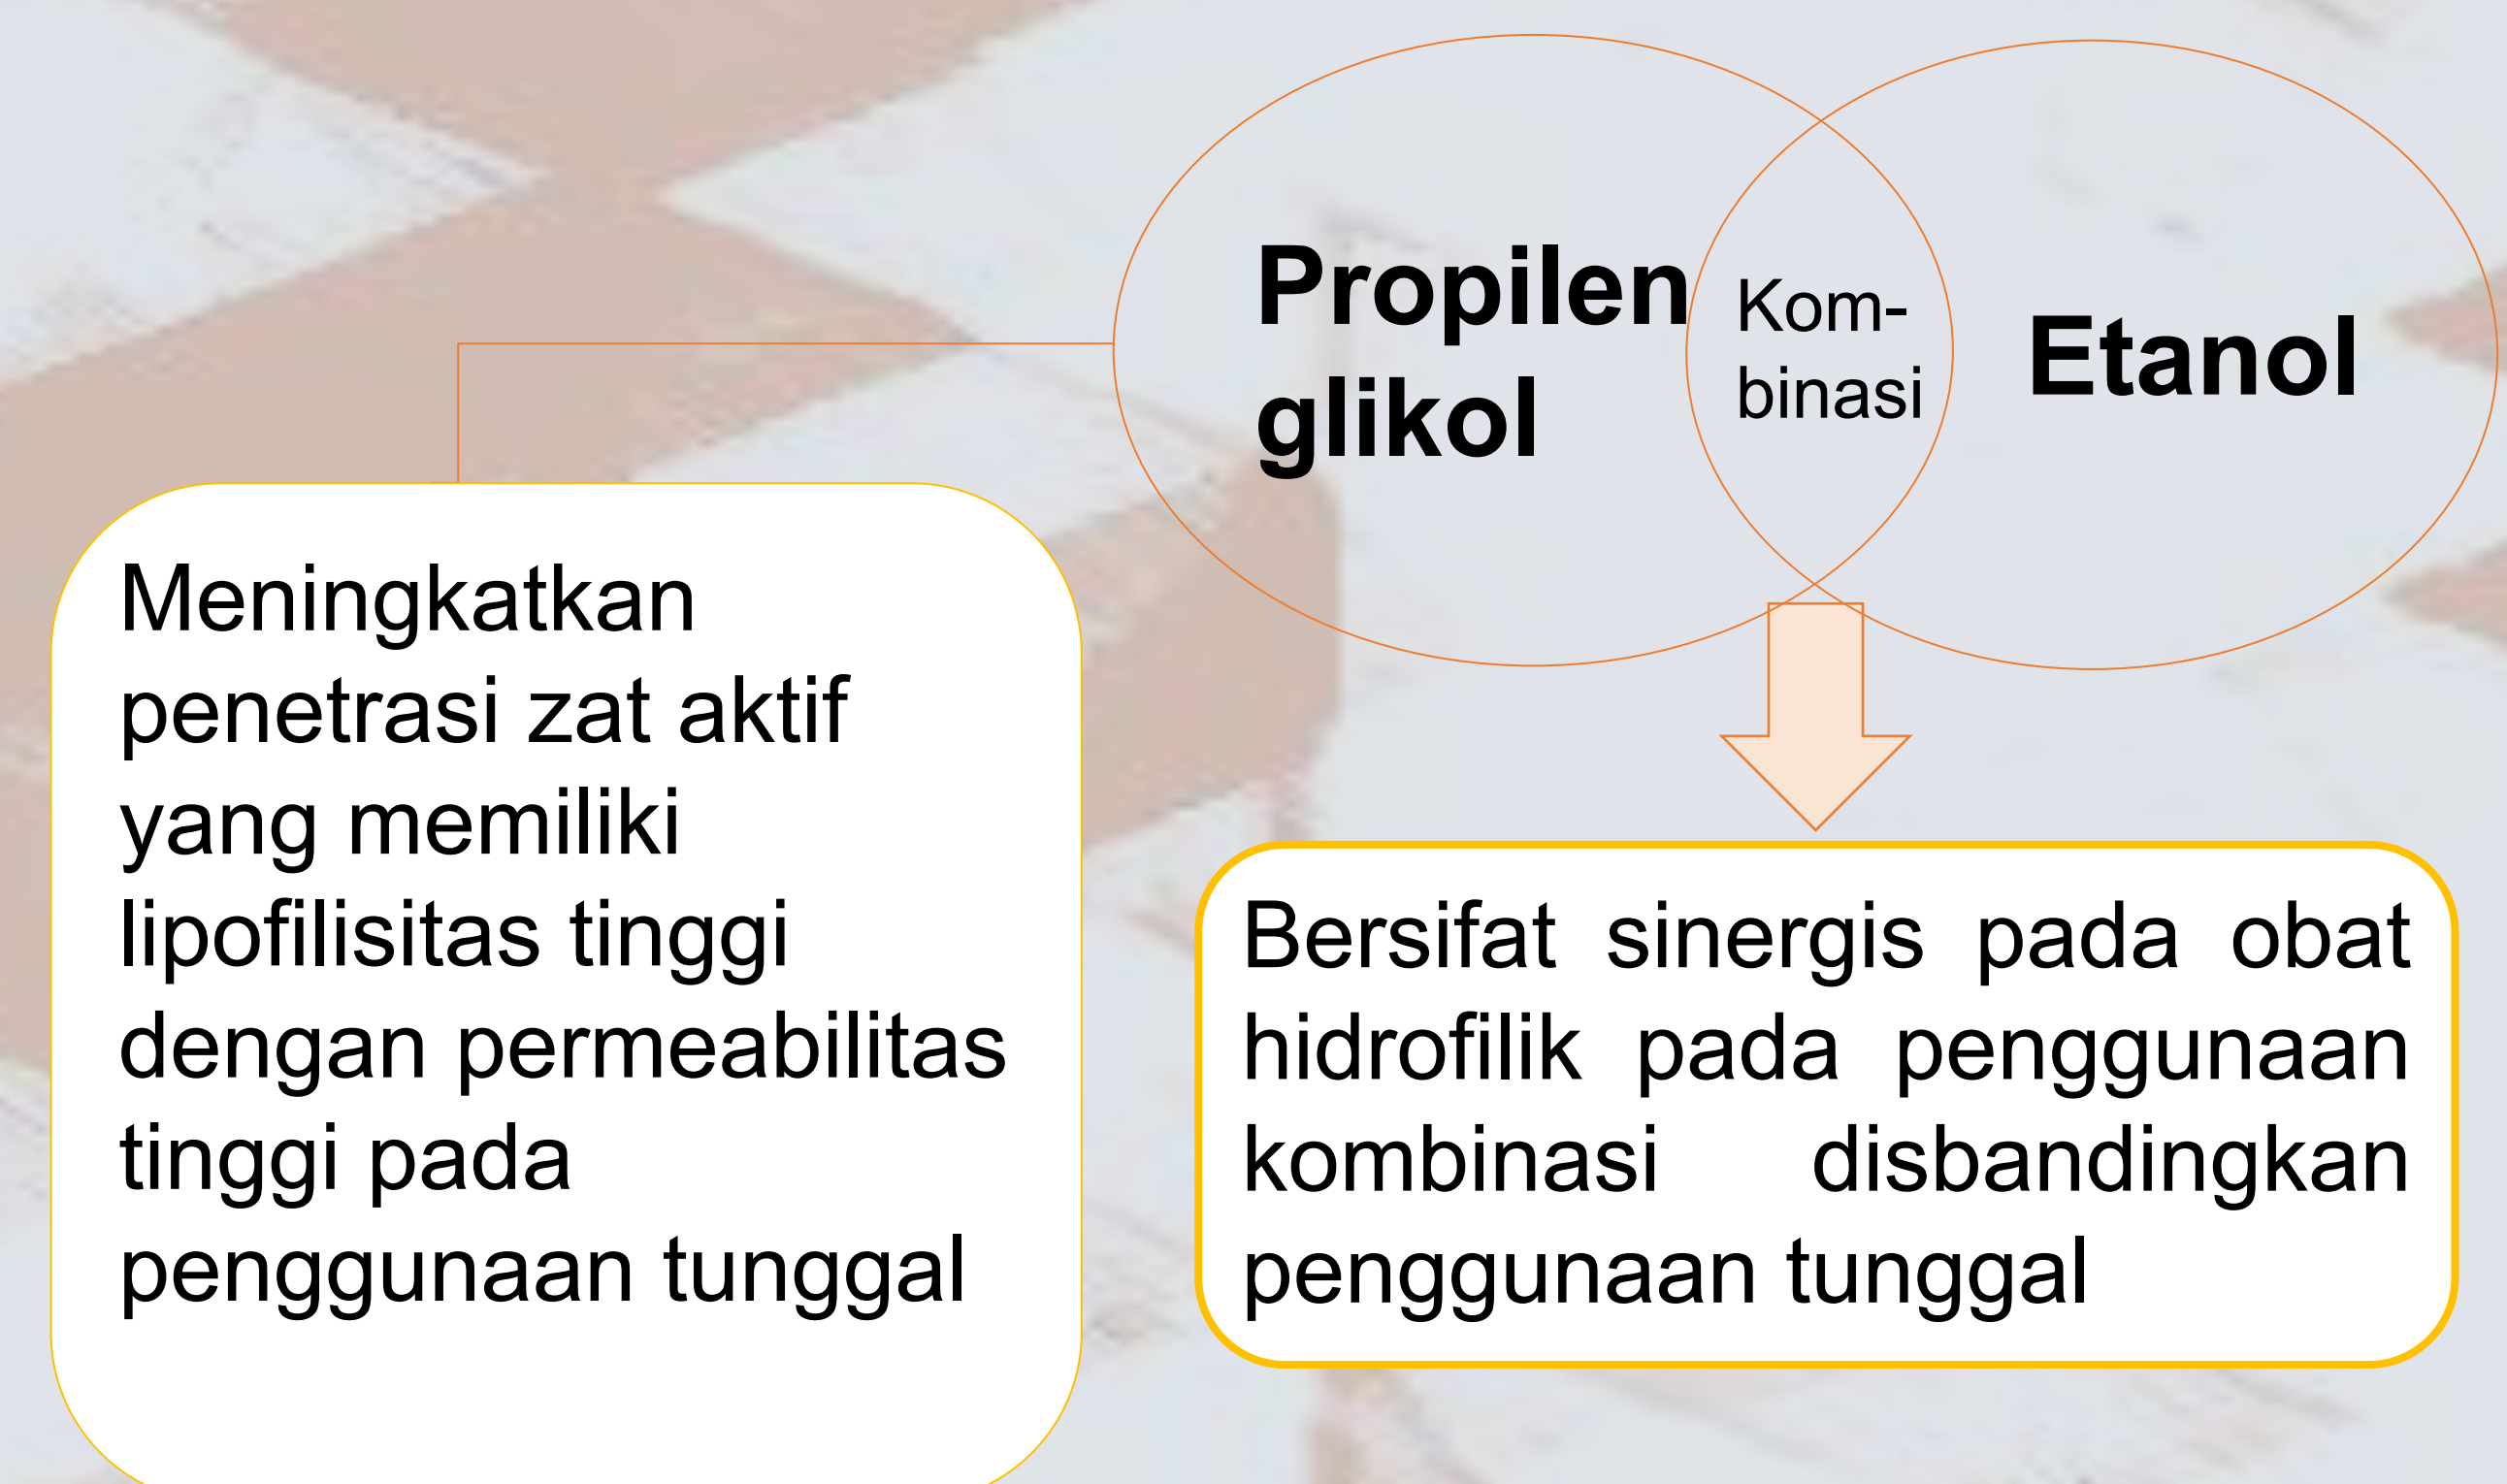 Propilen
glikol
Kom-
binasi
Etanol
Meningkatkan
penetrasi zat aktif
yang memiliki
lipofilisitas tinggi
dengan permeabilitas
tinggi pada
penggunaan tunggal
Bersifat sinergis pada obat
hidrofilik pada penggunaan
kombinasi disbandingkan
penggunaan tunggal